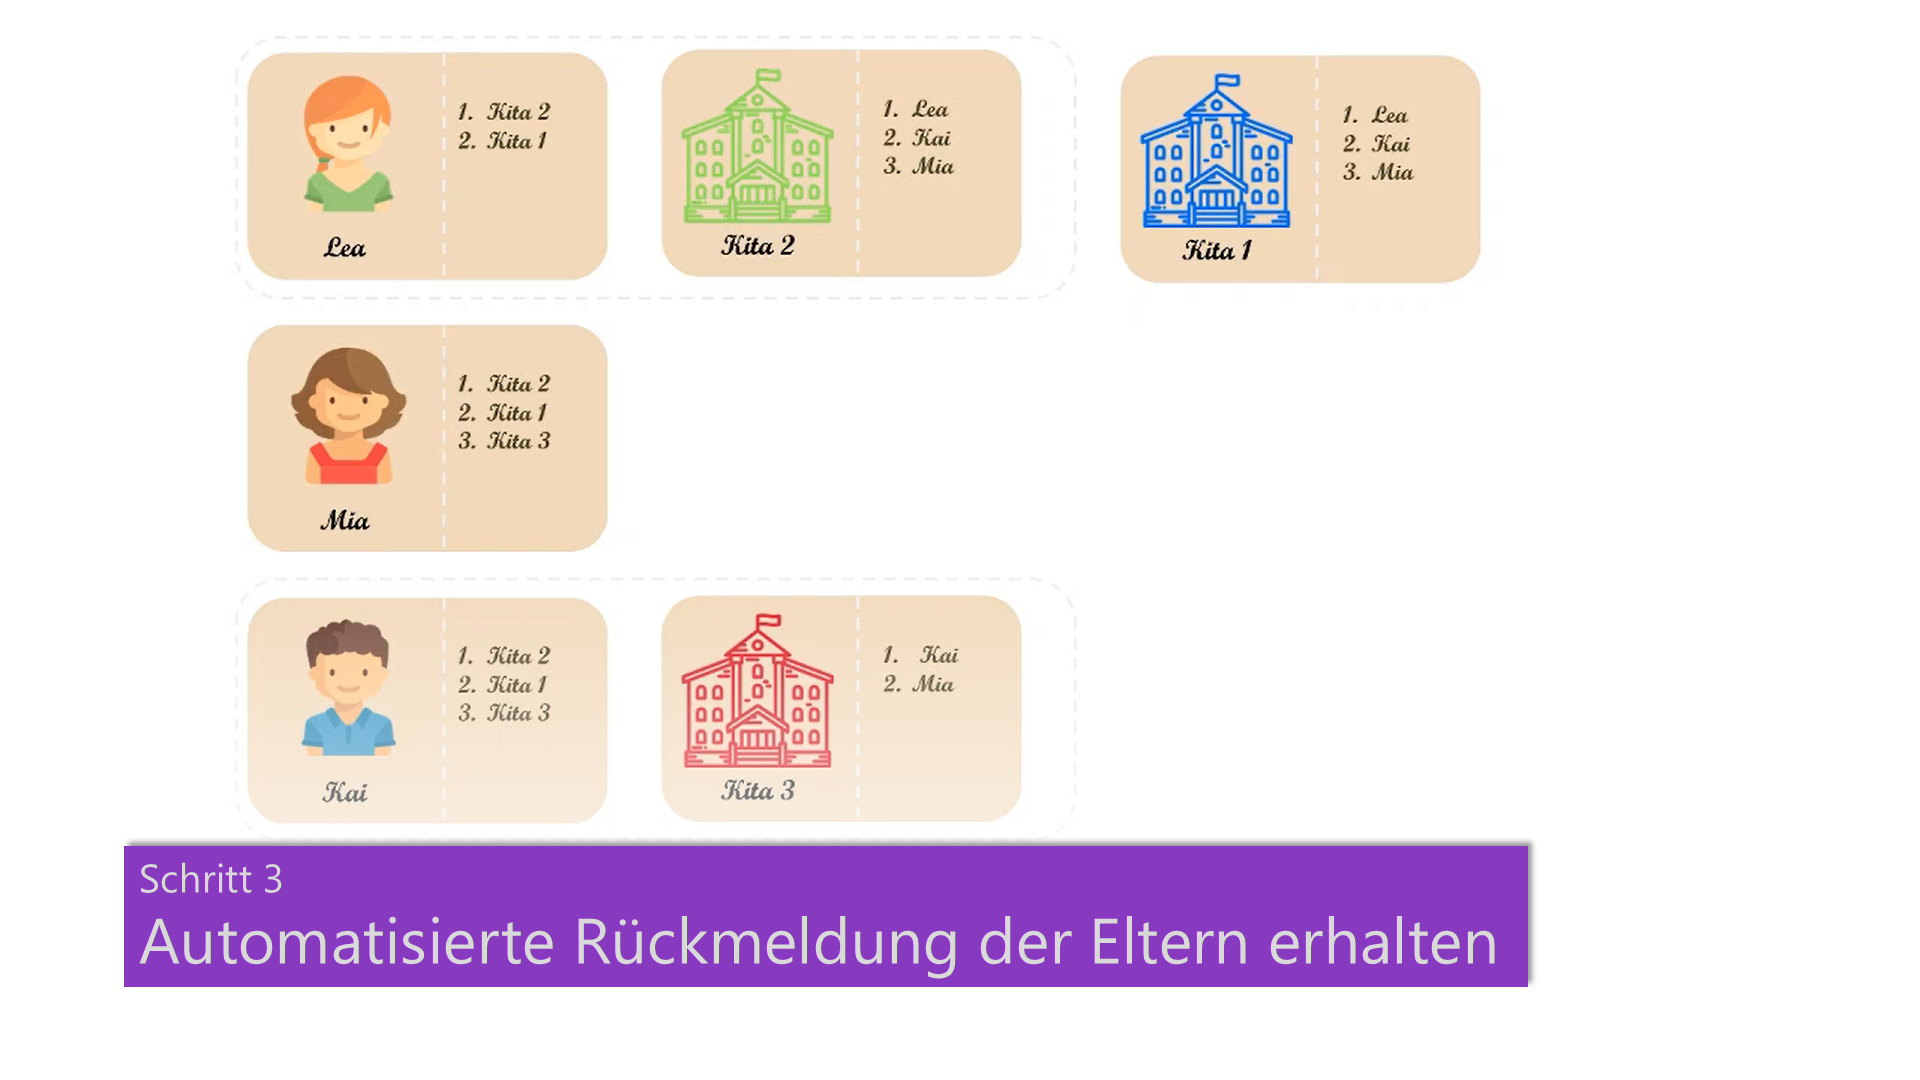 1. Kita 2
2. Kita 1
Lea
1. Lea
2. Kai
3. Mia
Kita 2
1. Lea
2. Kai
3. Mia
Kita 1
1. Kita 2
2. Kita 1
3. Kita 3
Mia
1. Kita 2
2. Kita 1
3. Kita 3
Kai
1. Kai
2. Mia
Kita 3
Schritt 3
Automatisierte Rückmeldung der Eltern erhalten